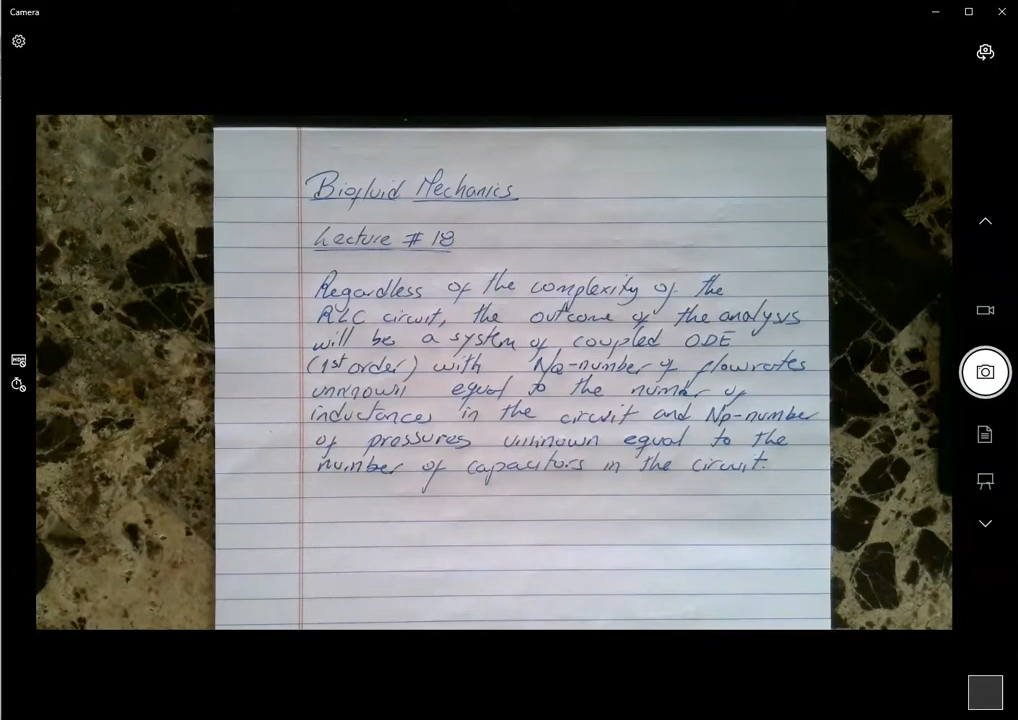 Camera
Biofluid Mechanics
Lecture # 18
Regardless of the complexity of the
RLC circuit, the outcome of the analysis
will be a system of coupled ODE
(1st order) with NQ-number of flowrates
unknown equal to the numer of
inductances in the circuit and Np-number
of pressures unknown equal to the
number of capacitors in the circuit.